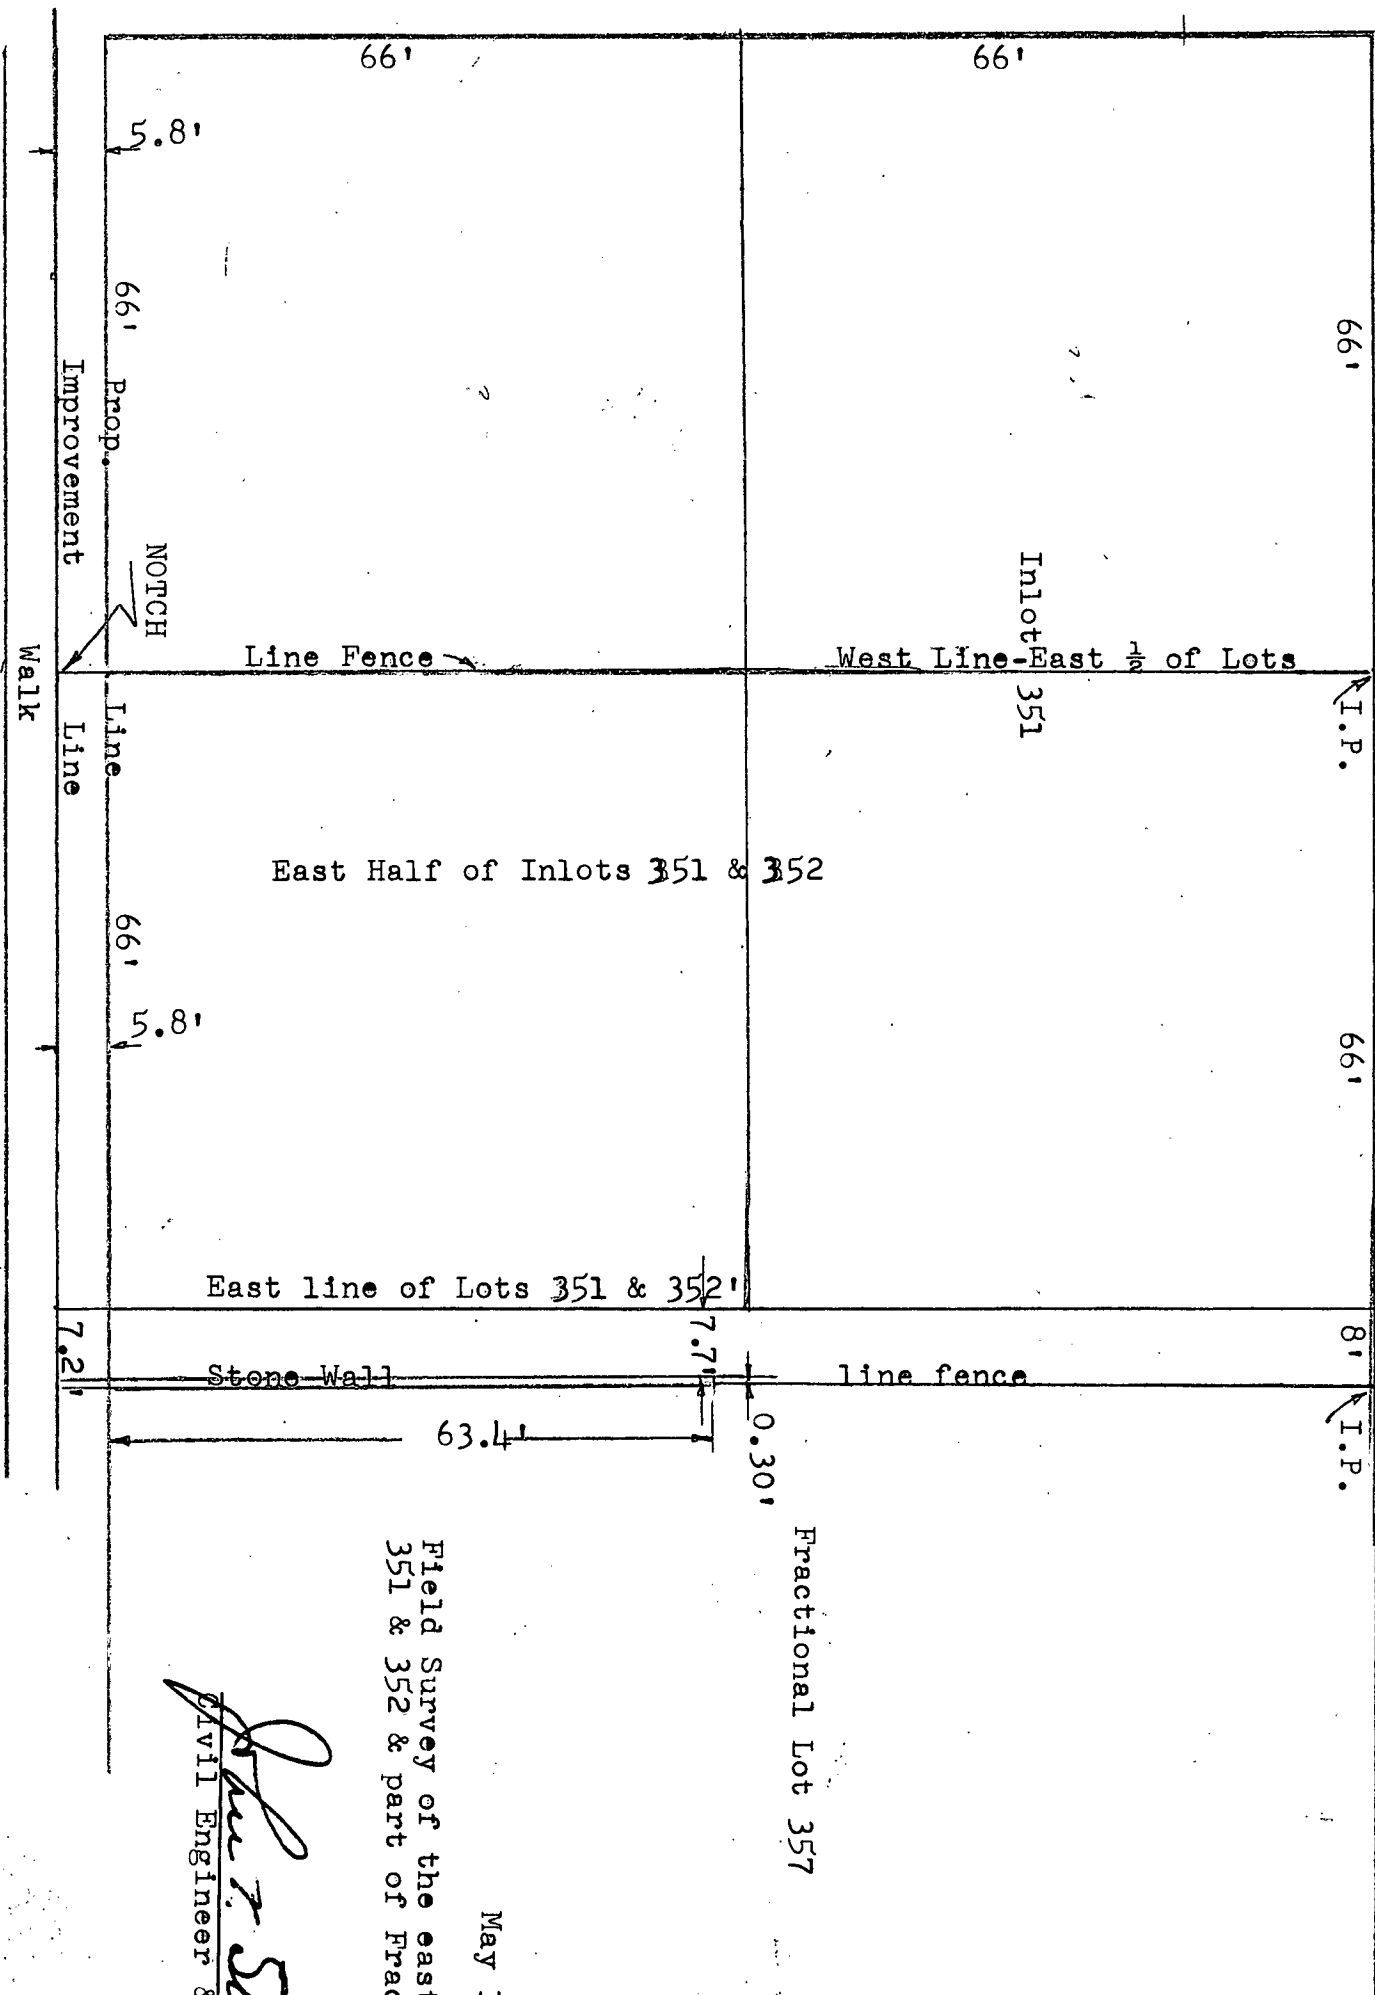 66'
66'
5.8'
66'
66'
Prop.
Improvement
NOTCH
Inlot 351
Line Fence
West Line-East ½ of Lots
I.P.
Walk
Line
Line
East Half of Inlots 351 & 352
66'
66'
5.8'
East line of Lots 351 & 352'
7.2'
7.7'
8'
Stone Wall
line fence
I.P.
63.4'
0.30'
Fractional Lot 357
May
Field Survey of the east
351 & 352 & part of Frac
Civil Engineer &